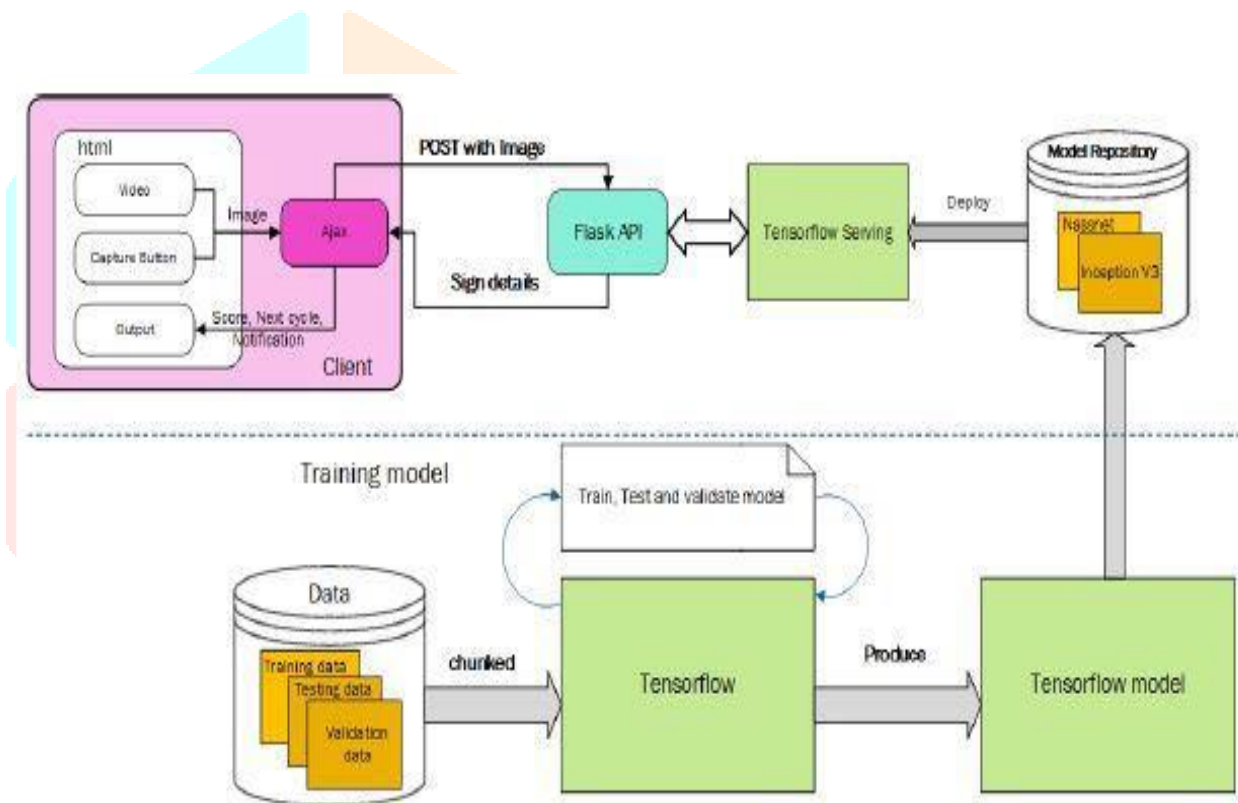 html
Video
Capture Button
Output
Image
Ajax
Score, Next cycle,
Notification
Client
POST with Image
Sign details
Flask API
Tensorflow Serving
Deploy
Model Repository
Nassnet
Inception V3
Training model
Train, Test and validate model
Data
Training data
Testing data
Validation
data
chunked
Tensorflow
Produce
Tensorflow model